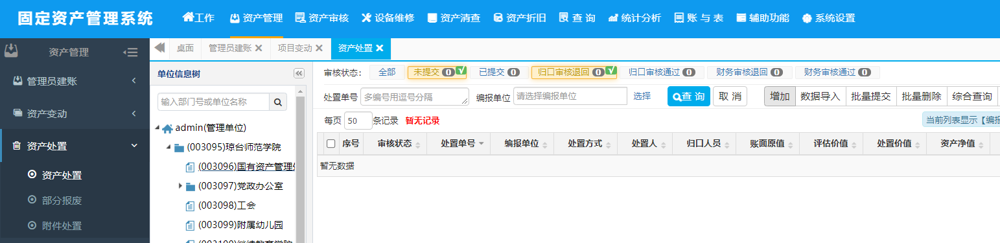 固定资产管理系统
工作 资产管理 资产审核 设备维修 资产清查 资产折旧 查 询 统计分析 账 与 表 辅助功能 系统设置
资产管理
桌面 管理员建账 项目变动 资产处置
管理员建账
资产变动
资产处置
资产处置
部分报废
附件处置
单位信息树
输入部门号或单位名称
admin(管理单位)
(003095)琼台师范学院
(003096)国有资产管理
(003097)党政办公室
(003098)工会
(003099)附属幼儿园
(003100)继续教育学院
审核状态： 全部 未提交 0 √ 已提交 0 归口审核退回 0 √ 归口审核通过 0 财务审核退回 0 财务审核通过 0
处置单号 多编号用逗号分隔 编报单位 请选择编报单位 选择 查 询 取 消 增加 数据导入 批量提交 批量删除 综合查询
每页 50 条记录 暂无记录 当前列表显示【编报
序号 审核状态 处置单号 编报单位 处置方式 处置人 归口人员 账面原值 评估价值 处置价值 资产净值
暂无数据